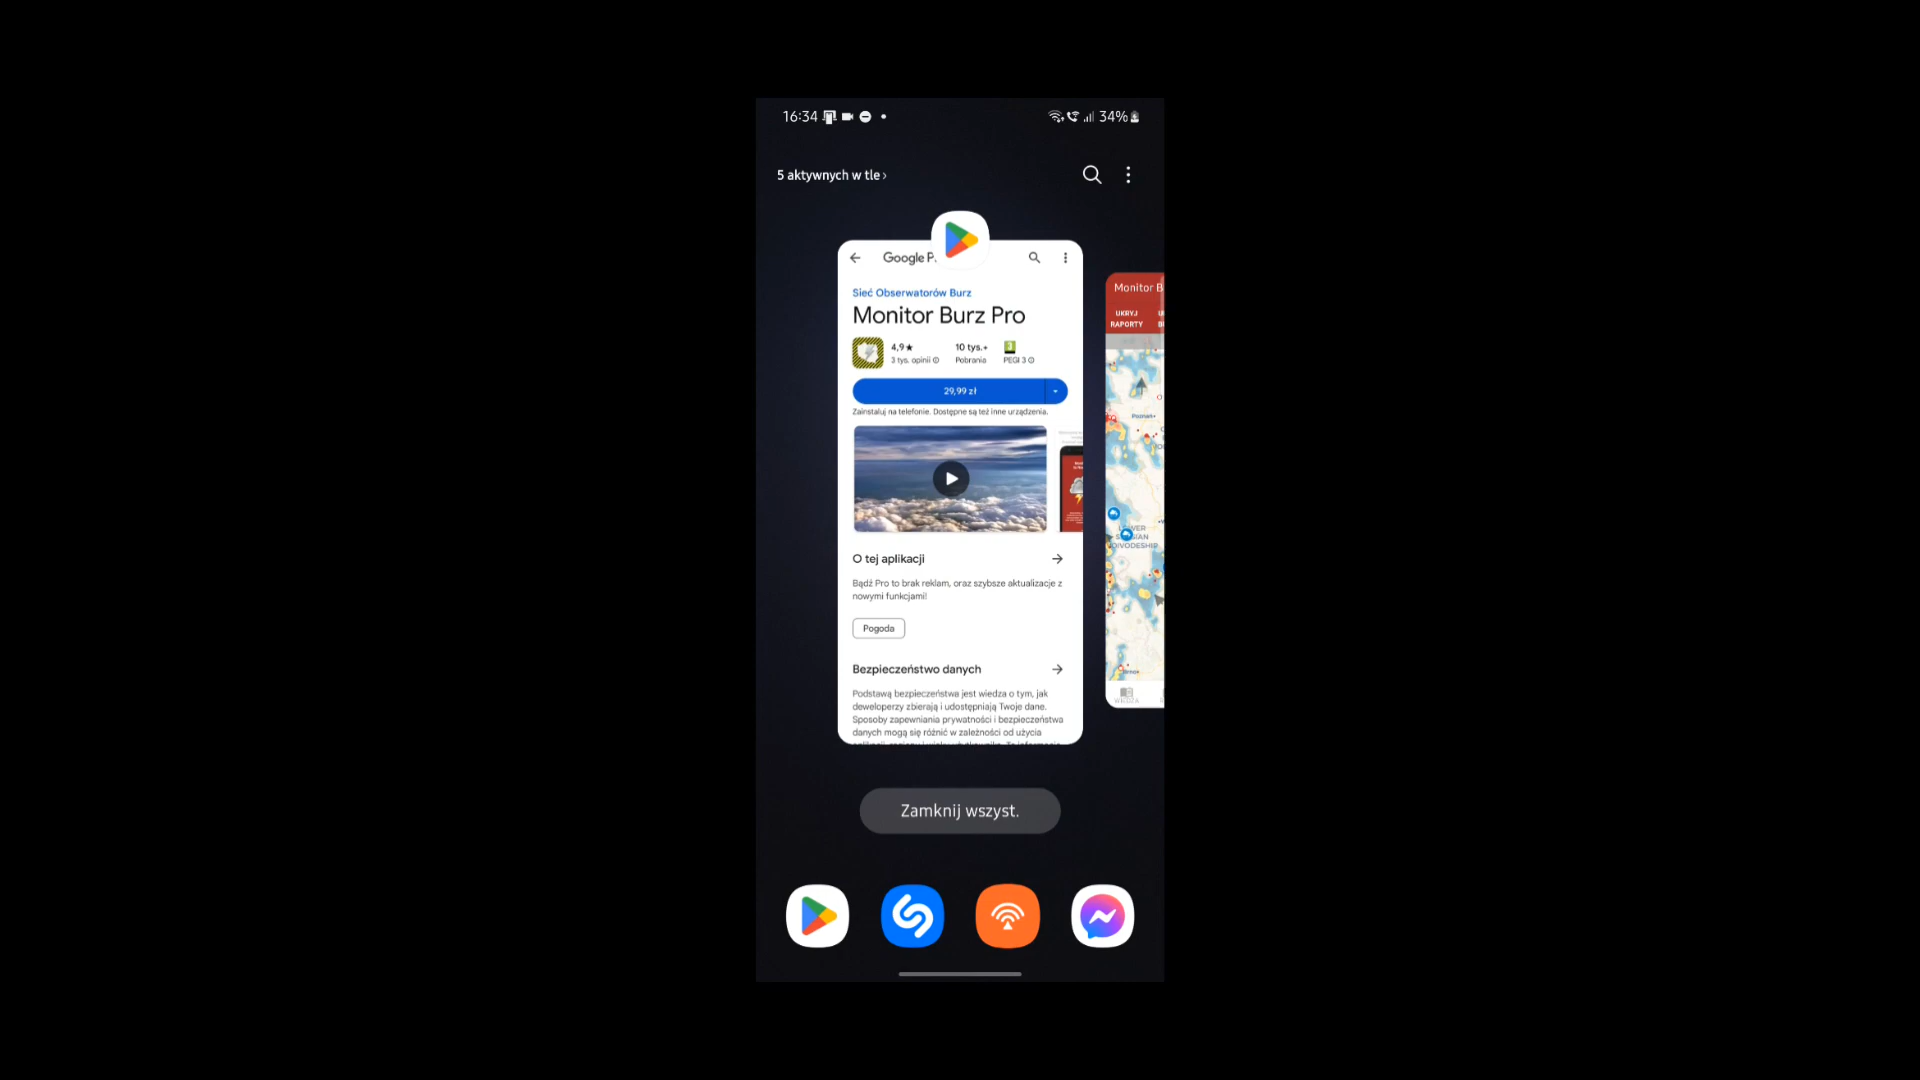 16:34
34%
5 aktywnych w tle ›
Google P
Sieć Obserwatorów Burz
Monitor Burz Pro
4,9★ 10 tys.+ 3
3 tys. opinii Pobrania PEGI 3
29,99 zł
Zainstaluj na telefonie. Dostępne są też inne urządzenia.
O tej aplikacji
Bądź Pro to brak reklam, oraz szybsze aktualizacje z
nowymi funkcjami!
Pogoda
Bezpieczeństwo danych
Podstawą bezpieczeństwa jest wiedza o tym, jak
deweloperzy zbierają i udostępniają Twoje dane.
Sposoby zapewniania prywatności i bezpieczeństwa
danych mogą się różnić w zależności od użycia
Monitor B
UKRYJ
RAPORTY
Poznań
WIEDZA
Zamknij wszyst.